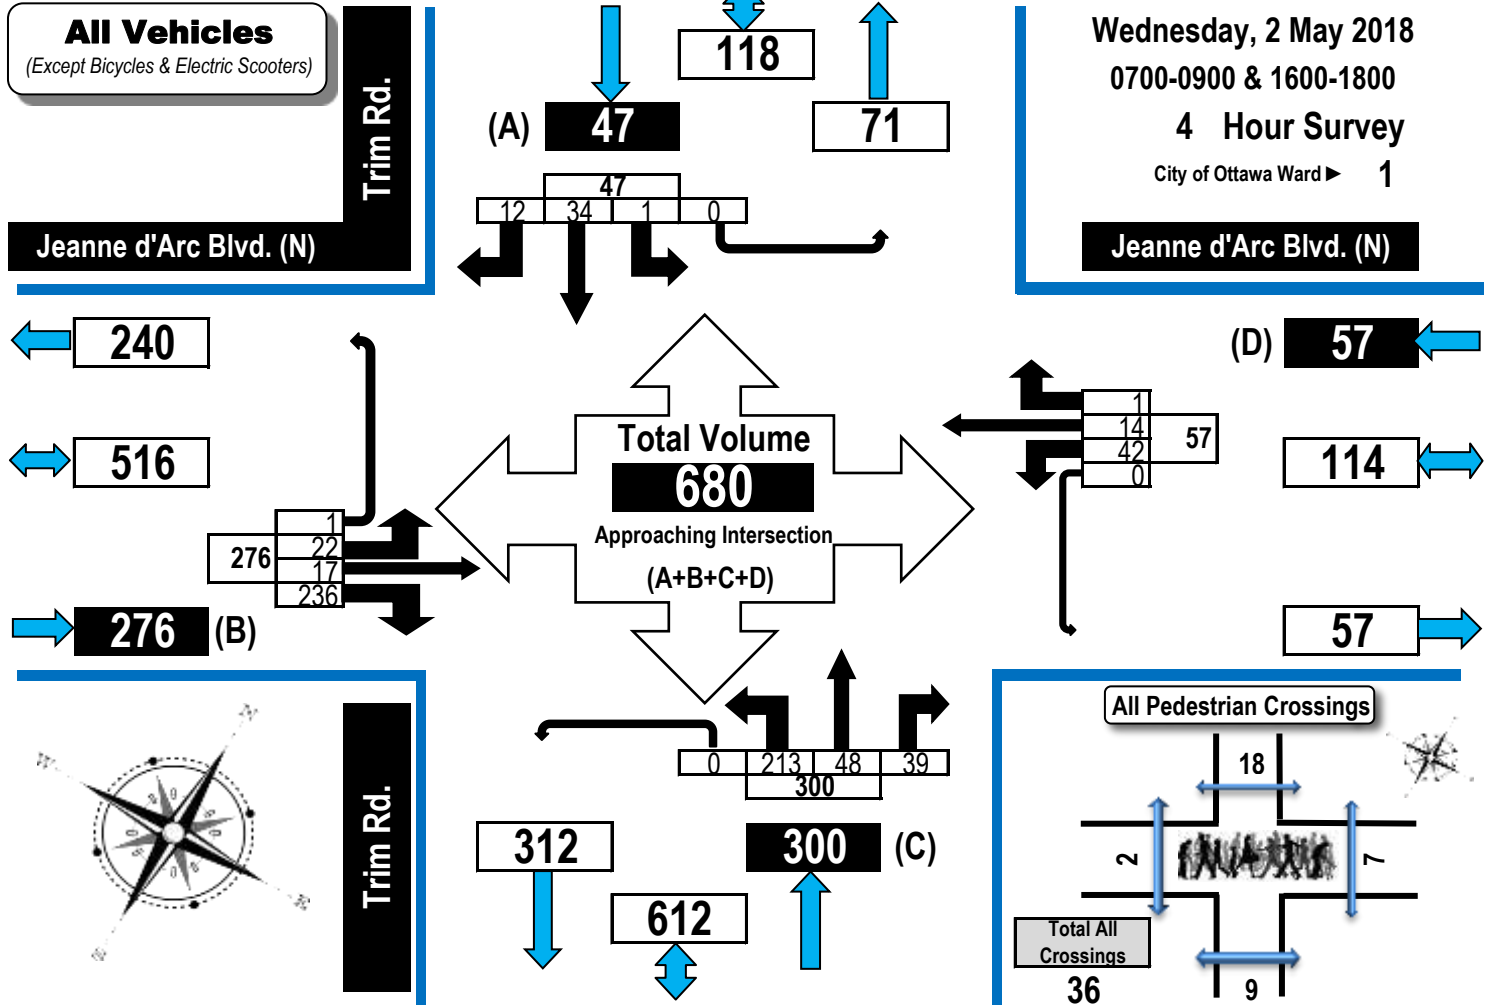 All Vehicles
(Except Bicycles & Electric Scooters)
Trim Rd.
Jeanne d'Arc Blvd. (N)
118
(A)
47
71
47
12 34 1 0
Wednesday, 2 May 2018
0700-0900 & 1600-1800
4 Hour Survey
City of Ottawa Ward ► 1
Jeanne d'Arc Blvd. (N)
240
516
1
22
17
236
276
276
(B)
Total Volume
680
Approaching Intersection
(A+B+C+D)
(D)
57
1
14
42
0
57
114
57
N
W
Trim Rd.
0 213 48 39
300
312
300
(C)
612
All Pedestrian Crossings
18
2
7
Total All
Crossings
36
9